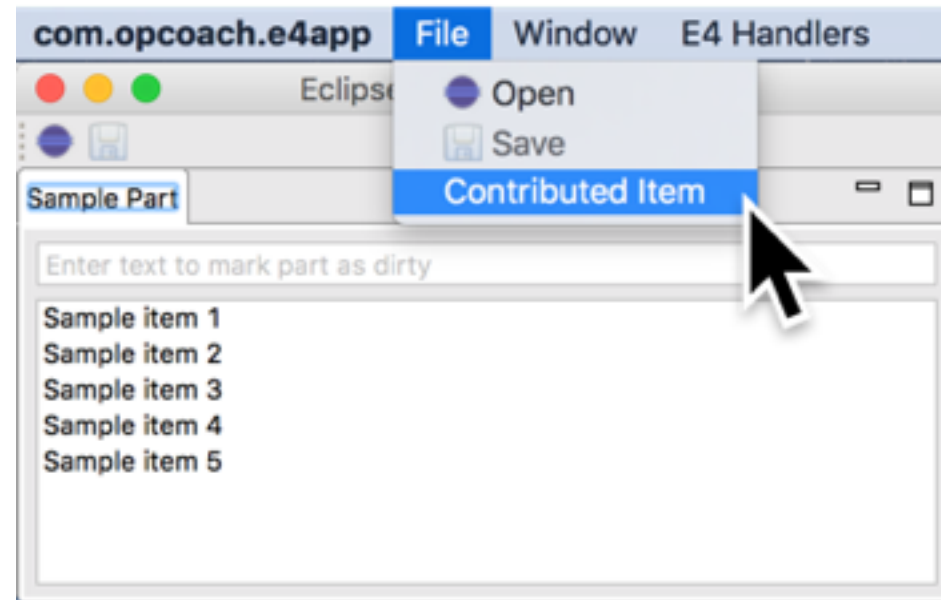 com.opcoach.e4app File Window E4 Handlers
Eclipse
Open
Save
Contributed Item
Sample Part
Enter text to mark part as dirty
Sample item 1
Sample item 2
Sample item 3
Sample item 4
Sample item 5